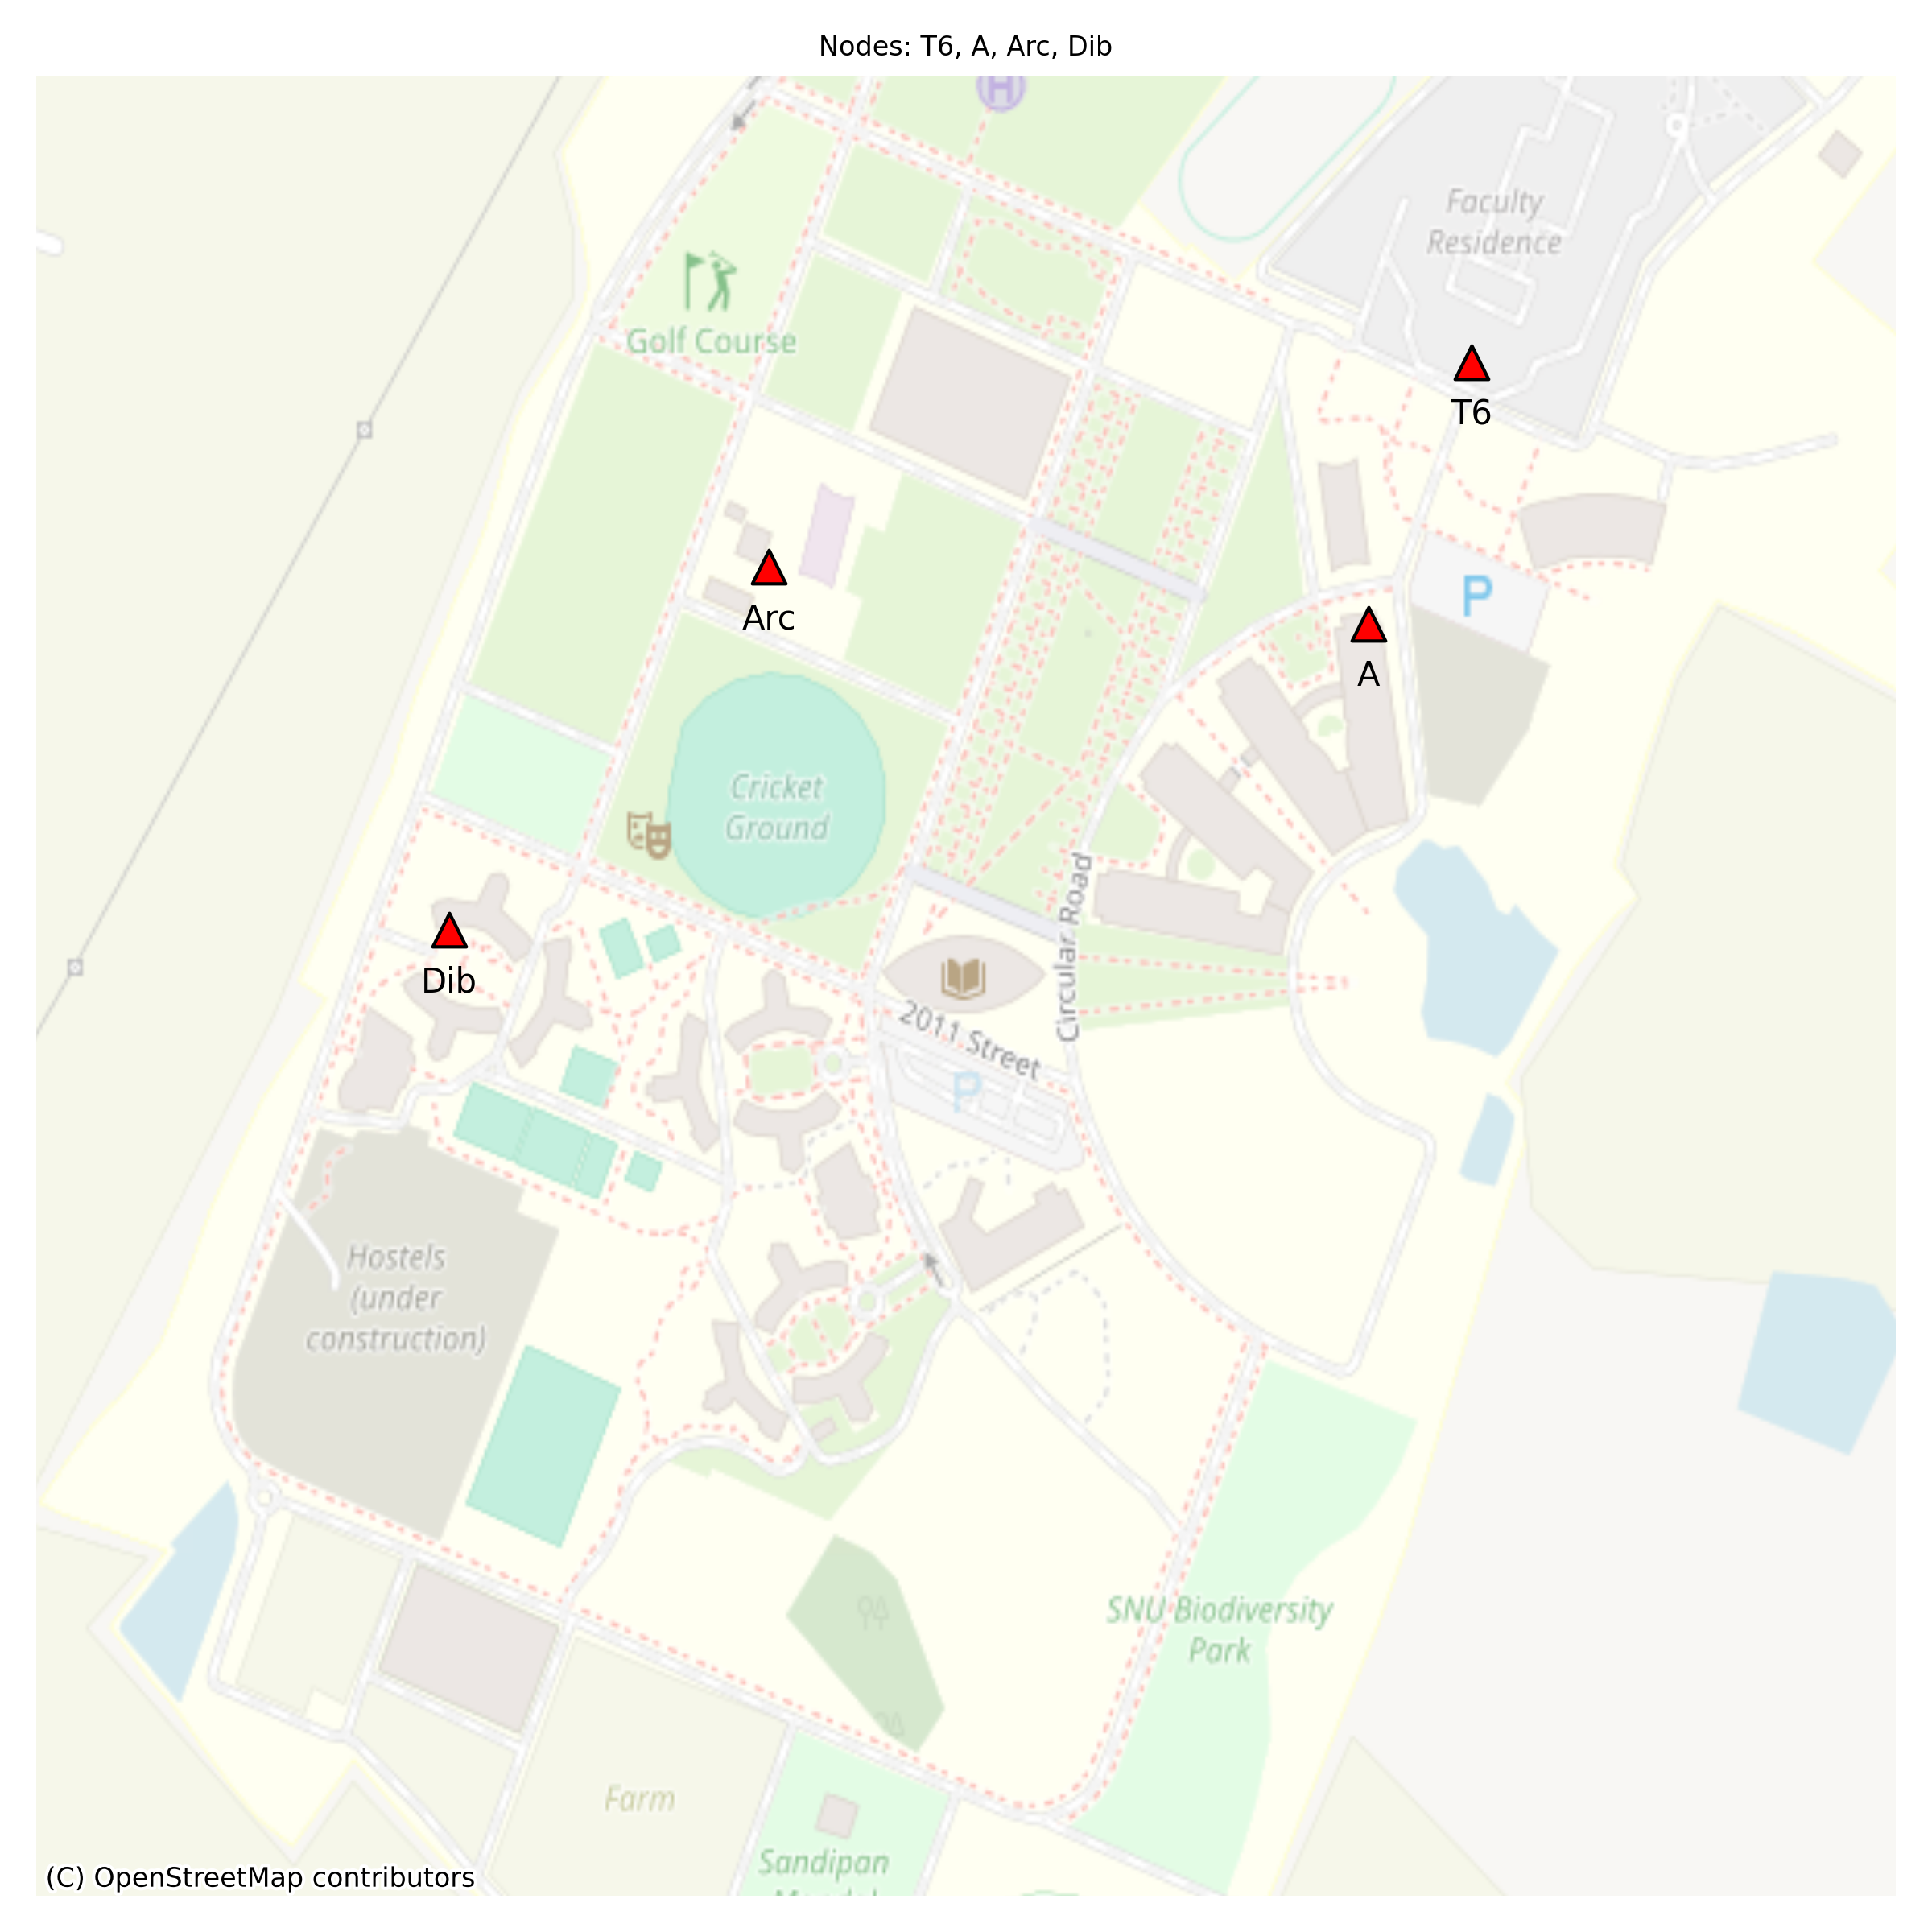 Nodes: T6, A, Arc, Dib
H
Faculty
Residence
Golf Course
T6
Arc
P
A
Cricket
Ground
Circular Road
Dib
2011 Street
P
Hostels
(under
construction)
SNU Biodiversity
Park
Farm
Sandipan
(C) OpenStreetMap contributors